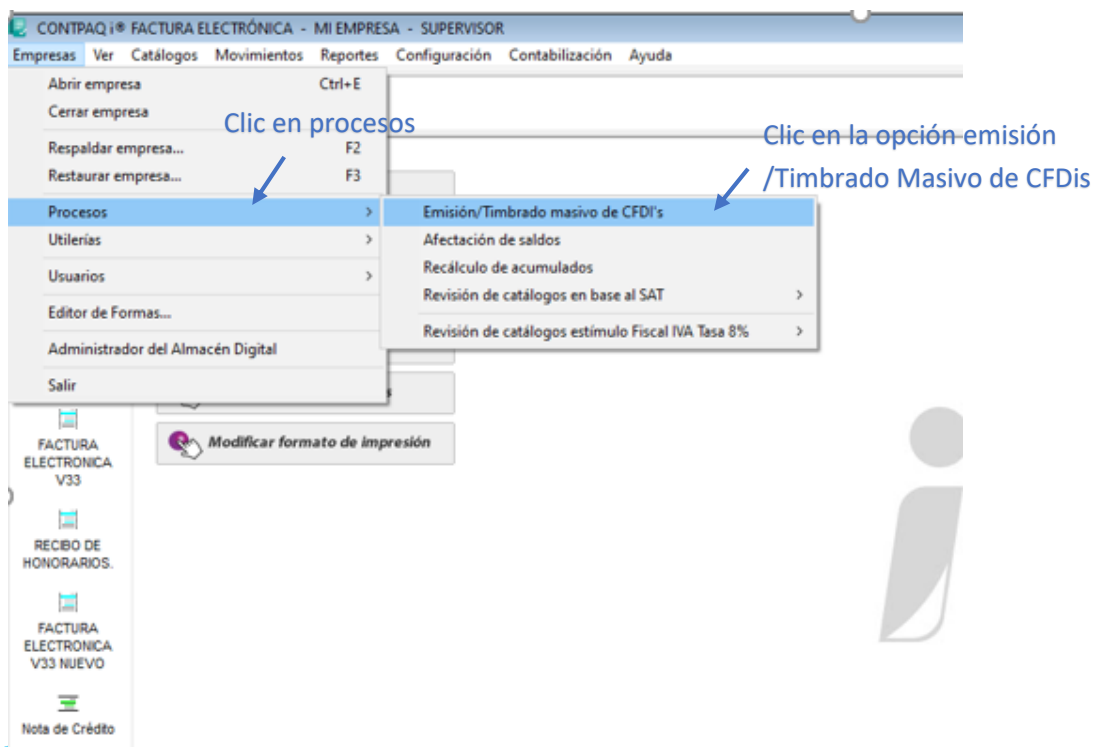 CONTPAQ i® FACTURA ELECTRÓNICA - MI EMPRESA - SUPERVISOR
Empresas Ver Catálogos Movimientos Reportes Configuración Contabilización Ayuda
Abrir empresa Ctrl+E
Cerrar empresa
Clic en procesos
Clic en la opción emisión
/Timbrado Masivo de CFDis
Respaldar empresa... F2
Restaurar empresa... F3
Procesos >
Emisión/Timbrado masivo de CFDI's
Utilerías >
Afectación de saldos
Usuarios >
Recálculo de acumulados
Revisión de catálogos en base al SAT >
Editor de Formas...
Revisión de catálogos estímulo Fiscal IVA Tasa 8% >
Administrador del Almacén Digital
Salir
Modificar formato de impresión
FACTURA
ELECTRONICA
V33
RECIBO DE
HONORARIOS.
FACTURA
ELECTRONICA
V33 NUEVO
Nota de Crédito